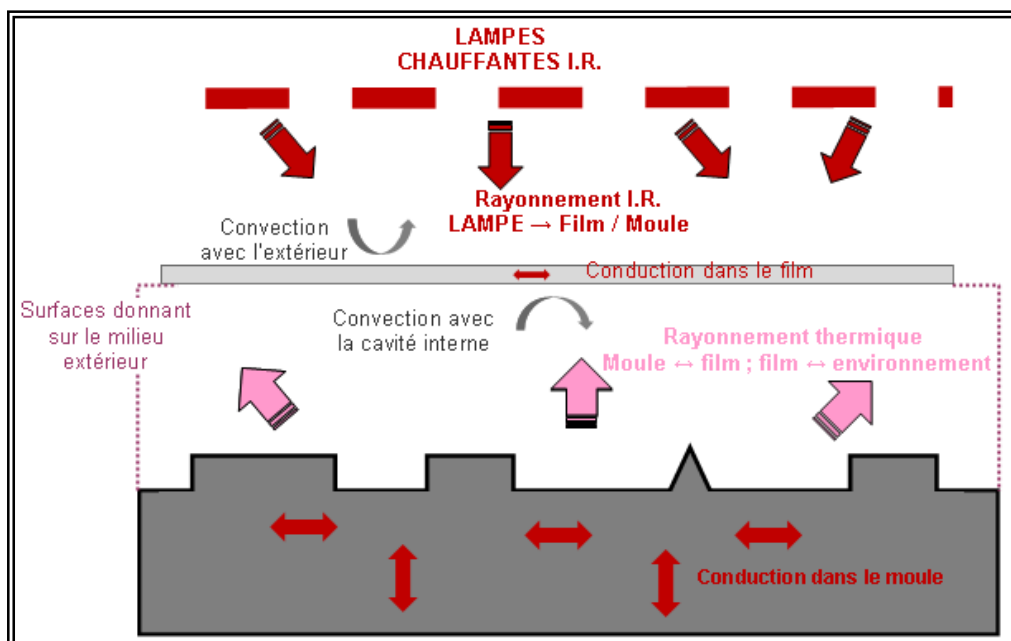 LAMPES
CHAUFFANTES I.R.
Rayonnement I.R.
LAMPE → Film / Moule
Convection
avec l'extérieur
Conduction dans le film
Surfaces donnant
sur le milieu
extérieur
Convection avec
la cavité interne
Rayonnement thermique
Moule ↔ film ; film ↔ environnement
Conduction dans le moule